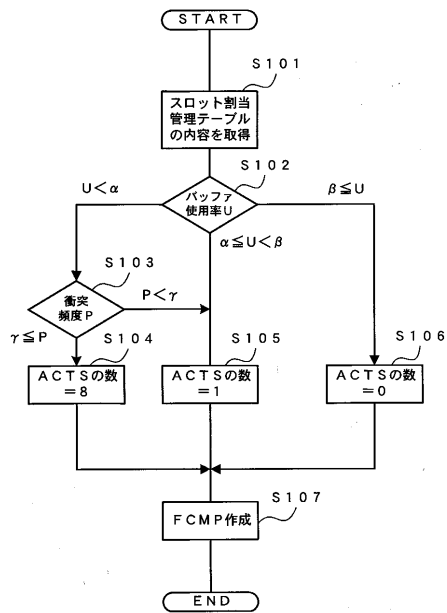 START
S101
スロット割当
管理テーブル
の内容を取得
S102
U<α
バッファ
使用率U
β≦U
α≦U<β
S103
衝突
頻度P
P<γ
γ≦P
S104
ACTSの数
=8
S105
ACTSの数
=1
S106
ACTSの数
=0
S107
FCMP作成
END